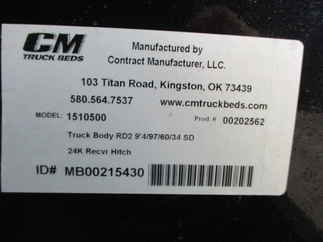 CM
TRUCK BEDS
Manufactured by
Contract Manufacturer, LLC.
103 Titan Road, Kingston, OK 73439
580.564.7537 www.cmtruckbeds.com
MODEL: 1510500 Prod # 00202562
Truck Body RD2 9'4/97/60/34 SD
24K Recvr Hitch
ID# MB00215430